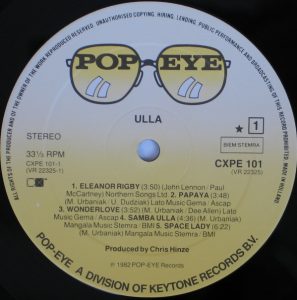 UNAUTHORISED COPYING, HIRING, LENDING, PUBLIC PERFORMANCE AND BROADCASTING OF THIS RECORD PROHIBITED. MADE IN HOLLAND
ALL RIGHTS OF THE PRODUCER AND OF THE OWNER OF THE WORK REPRODUCED RESERVED.
POP-EYE
ULLA
STEREO
★ 1
BIEM STEMRA
33⅓ RPM
CXPE 101-1
(VR 22325-1)
CXPE 101
(VR 22325)
1. ELEANOR RIGBY (3:50) (John Lennon / Paul
McCartney) Northern Songs Ltd. 2. PAPAYA (3:48)
(M. Urbaniak / U. Dudziak) Lato Music Gema / Ascap
3. WONDERLOVE (3:52) (M. Urbaniak / Dee Allen) Lato
Music Gema / Ascap 4. SAMBA ULLA (4:36) (M. Urbaniak)
Mangala Music Stemra / BMI 5. SPACE LADY (6:22)
(M. Urbaniak) Mangala Music Stemra / BMI
Produced by Chris Hinze
℗ 1982 POP-EYE Records
POP-EYE A DIVISION OF KEYTONE RECORDS B.V.